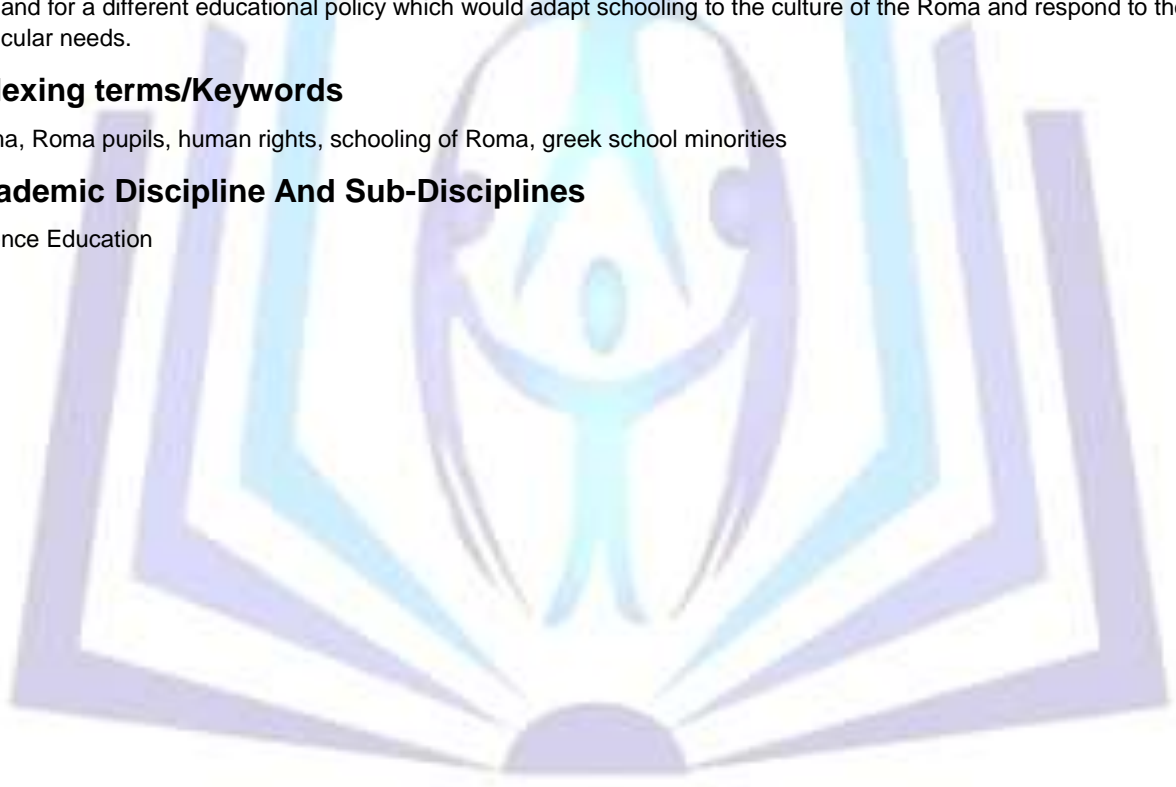 and for a different educational policy which would adapt schooling to the culture of the Roma and respond to the
cular needs.
lexing terms/Keywords
na, Roma pupils, human rights, schooling of Roma, greek school minorities
ademic Discipline And Sub-Disciplines
nce Education